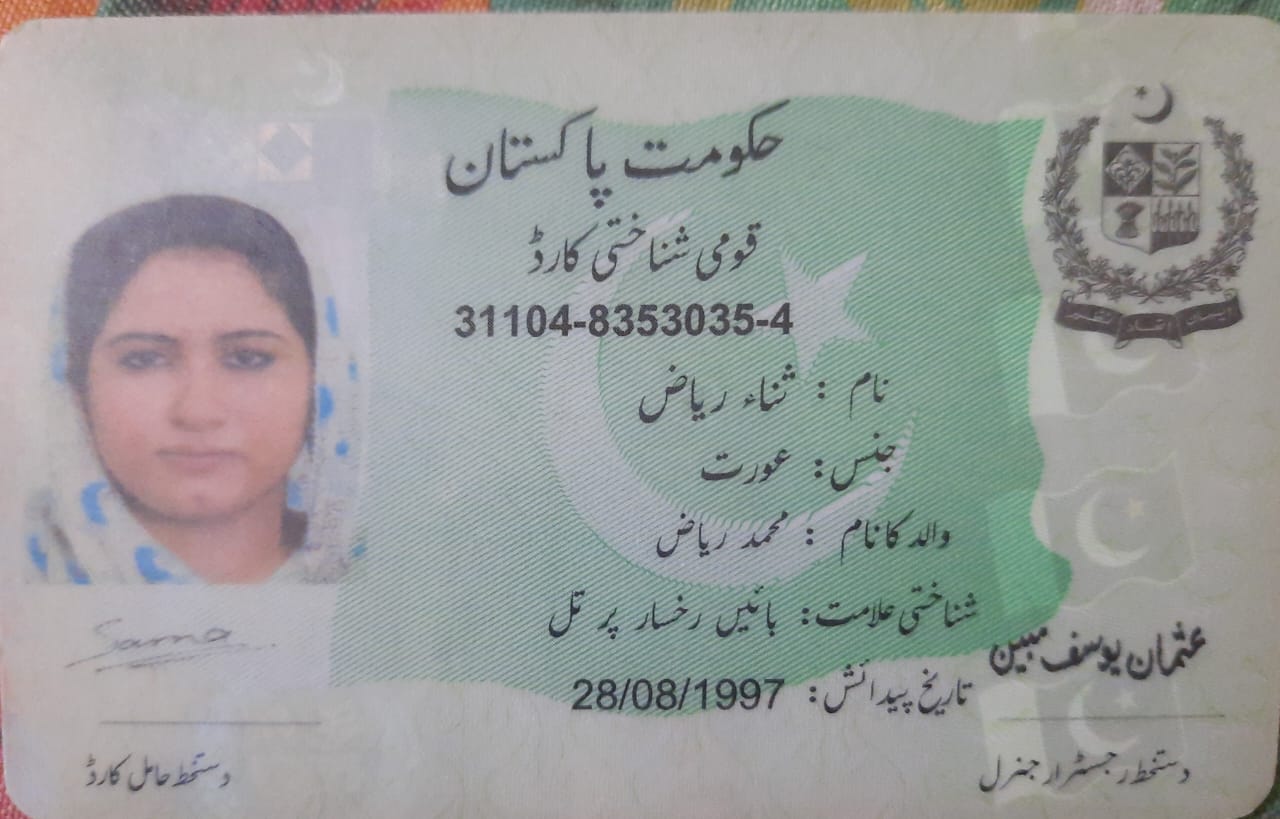 حکومت پاکستان
قومی شناختی کارڈ
31104-8353035-4
نام : ثناء ریاض
جنس: عورت
والد کا نام : محمد ریاض
شناختی علامت: بائیں رخسار پر تل
تاریخ پیدائش: 28/08/1997
عثمان یوسف مبین
دستخط رجسٹرار جنرل
Sana
دستخط حامل کارڈ